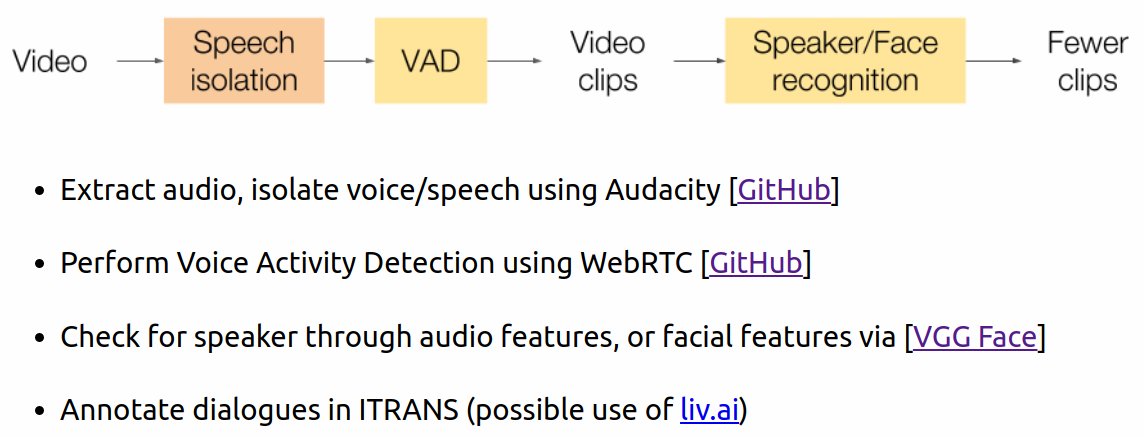 Video
Speech
isolation
VAD
Video
clips
Speaker/Face
recognition
Fewer
clips
• Extract audio, isolate voice/speech using Audacity [GitHub]
• Perform Voice Activity Detection using WebRTC [GitHub]
• Check for speaker through audio features, or facial features via [VGG Face]
• Annotate dialogues in ITRANS (possible use of liv.ai)